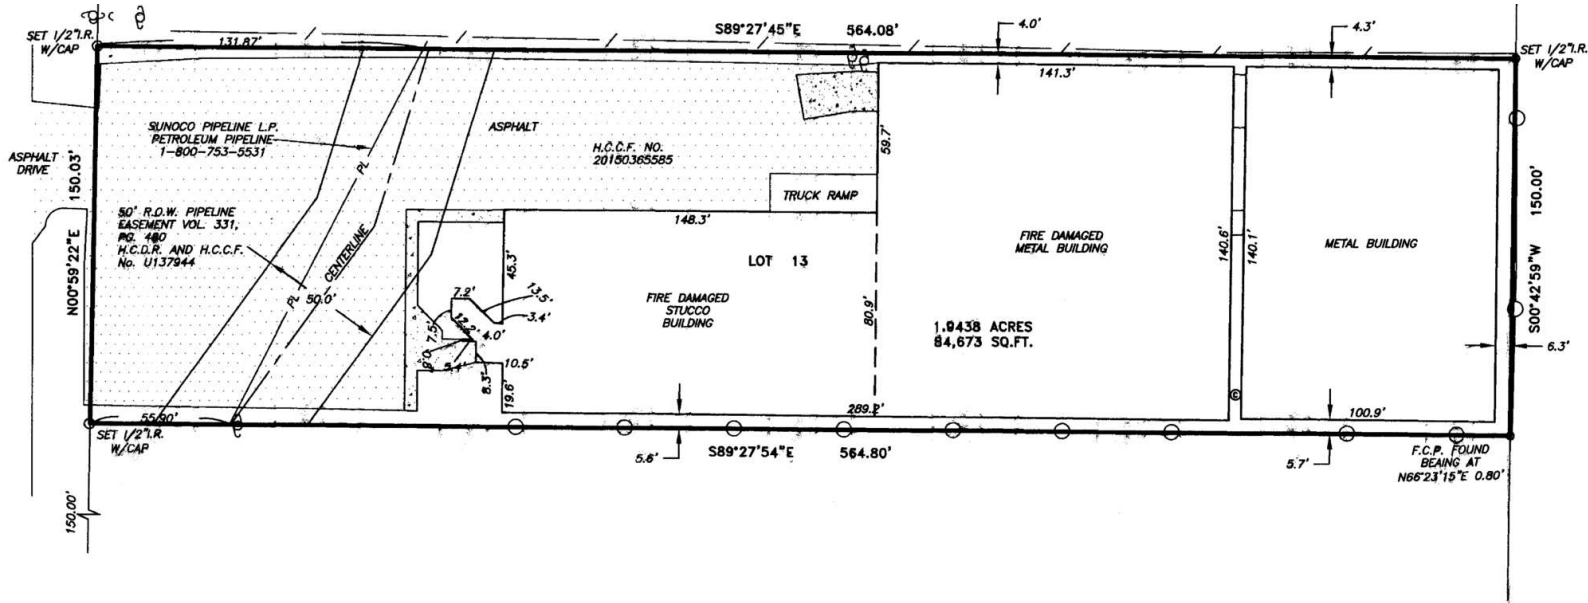 S89°27'45"E 564.08'
4.0'
4.3'
SET 1/2"I.R.
W/CAP
131.87'
SET 1/2"I.R.
W/CAP
141.3'
SUNOCO PIPELINE L.P.
PETROLEUM PIPELINE
1-800-753-5531
PL
ASPHALT
H.C.C.F. NO.
20150365585
59.7'
ASPHALT
DRIVE
N00°59'22"E 150.03'
TRUCK RAMP
50' R.O.W. PIPELINE
EASEMENT VOL. 331,
PG. 480
H.C.D.R. AND H.C.C.F.
No. U137944
CENTERLINE
PL
50.0'
148.3'
FIRE DAMAGED
METAL BUILDING
140.6'
140.1'
METAL BUILDING
S00°42'59"W 150.00'
LOT 13
45.3'
7.2'
13.5'
3.4'
12.2'
4.0'
7.5'
10.5'
8.3'
19.6'
FIRE DAMAGED
STUCCO
BUILDING
80.9'
1.9438 ACRES
84,673 SQ.FT.
6.3'
289.2'
100.9'
55.90'
SET 1/2"I.R.
W/CAP
5.6'
S89°27'54"E 564.80'
5.7'
F.C.P. FOUND
BEAING AT
N66°23'15"E 0.80'
150.00'